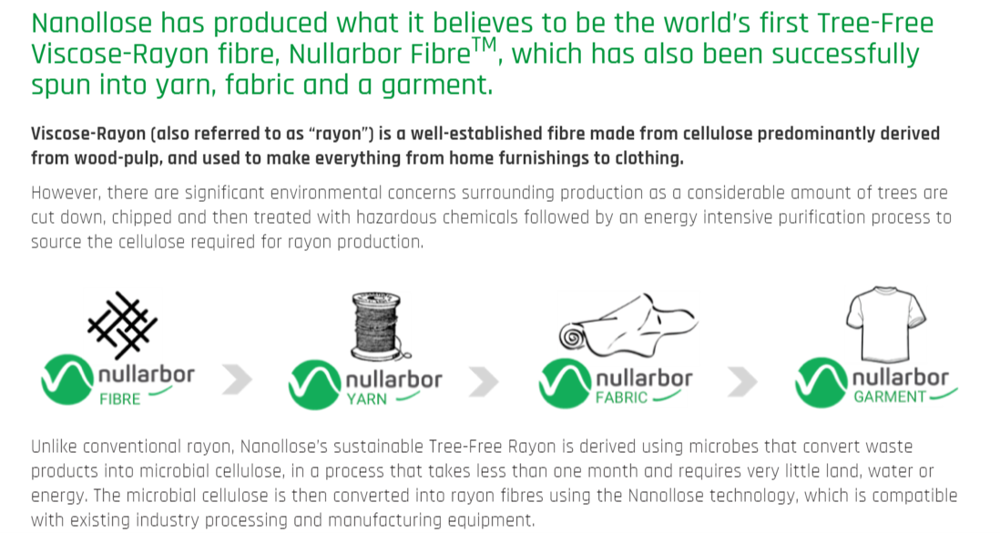 Nanollose has produced what it believes to be the world's first Tree-Free
Viscose-Rayon fibre, Nullarbor Fibre™, which has also been successfully
spun into yarn, fabric and a garment.
Viscose-Rayon (also referred to as “rayon”) is a well-established fibre made from cellulose predominantly derived
from wood-pulp, and used to make everything from home furnishings to clothing.
However, there are significant environmental concerns surrounding production as a considerable amount of trees are
cut down, chipped and then treated with hazardous chemicals followed by an energy intensive purification process to
source the cellulose required for rayon production.
nullarbor
FIBRE
nullarbor
YARN
nullarbor
FABRIC
nullarbor
GARMENT
Unlike conventional rayon, Nanollose's sustainable Tree-Free Rayon is derived using microbes that convert waste
products into microbial cellulose, in a process that takes less than one month and requires very little land, water or
energy. The microbial cellulose is then converted into rayon fibres using the Nanollose technology, which is compatible
with existing industry processing and manufacturing equipment.